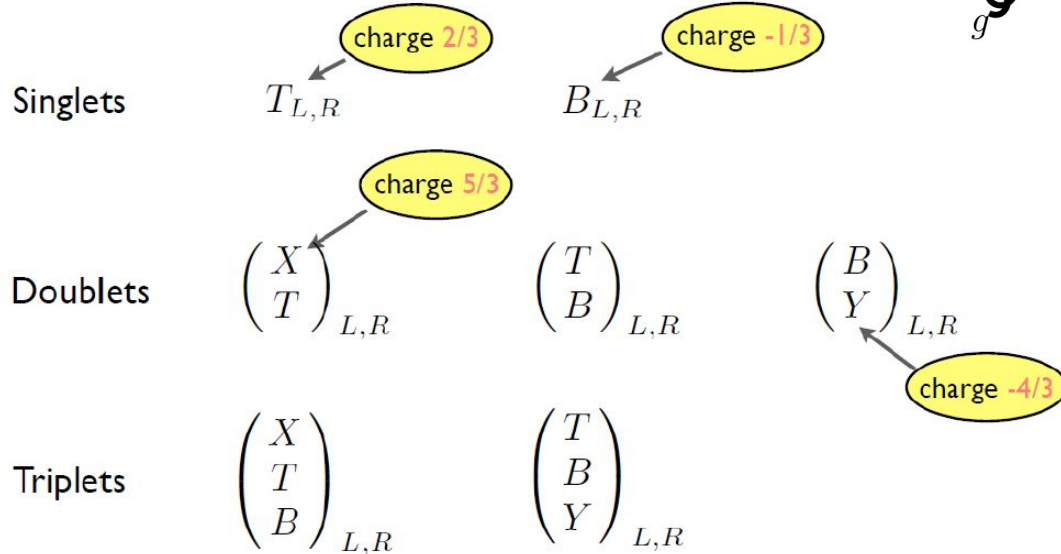 charge 2/3
charge -1/3
g
g
Singlets T_{L,R} B_{L,R}
charge 5/3
Doublets ( X T )_{L,R} ( T B )_{L,R} ( B Y )_{L,R}
charge -4/3
Triplets ( X T B )_{L,R} ( T B Y )_{L,R}